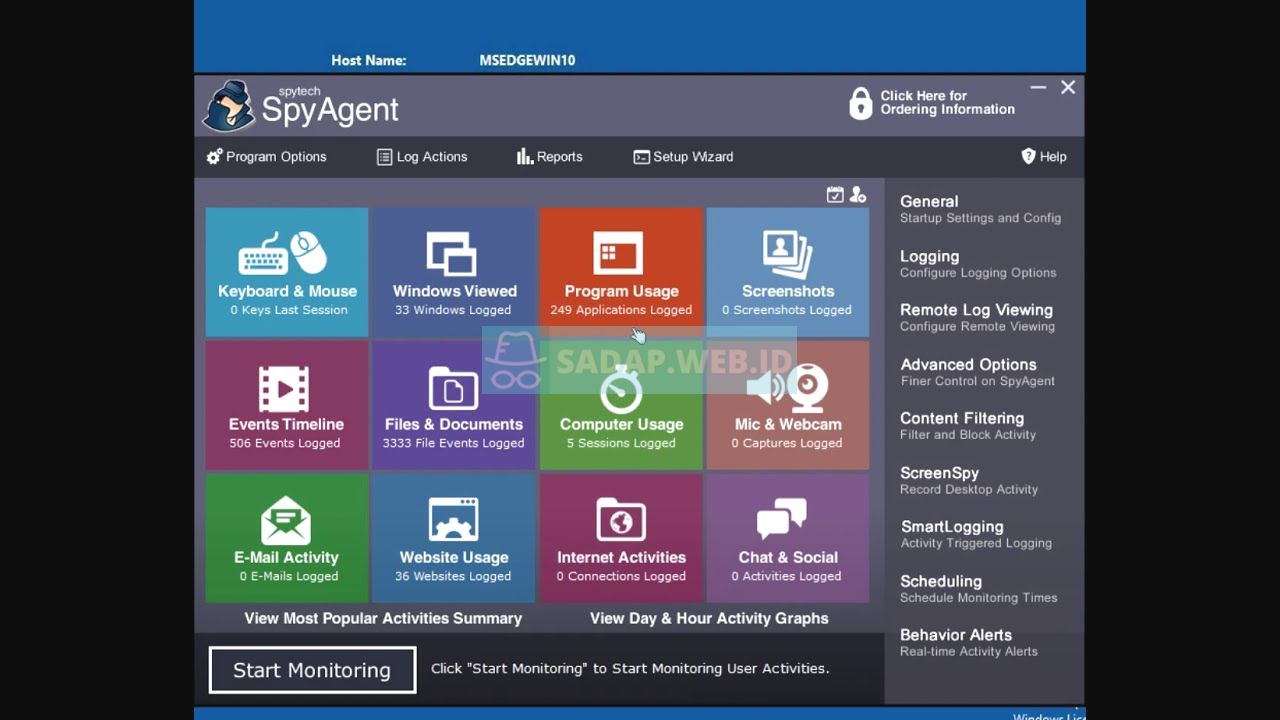 Host Name: MSEDGEWIN10
spytech
SpyAgent
Click Here for
Ordering Information
Program Options
Log Actions
Reports
Setup Wizard
Help
Keyboard & Mouse
0 Keys Last Session
Windows Viewed
33 Windows Logged
Program Usage
249 Applications Logged
Screenshots
0 Screenshots Logged
SADAP.WEB.ID
Events Timeline
506 Events Logged
Files & Documents
3333 File Events Logged
Computer Usage
5 Sessions Logged
Mic & Webcam
0 Captures Logged
E-Mail Activity
0 E-Mails Logged
Website Usage
36 Websites Logged
Internet Activities
0 Connections Logged
Chat & Social
0 Activities Logged
View Most Popular Activities Summary
View Day & Hour Activity Graphs
Start Monitoring
Click "Start Monitoring" to Start Monitoring User Activities.
General
Startup Settings and Config
Logging
Configure Logging Options
Remote Log Viewing
Configure Remote Viewing
Advanced Options
Finer Control on SpyAgent
Content Filtering
Filter and Block Activity
ScreenSpy
Record Desktop Activity
SmartLogging
Activity Triggered Logging
Scheduling
Schedule Monitoring Times
Behavior Alerts
Real-time Activity Alerts
Windows